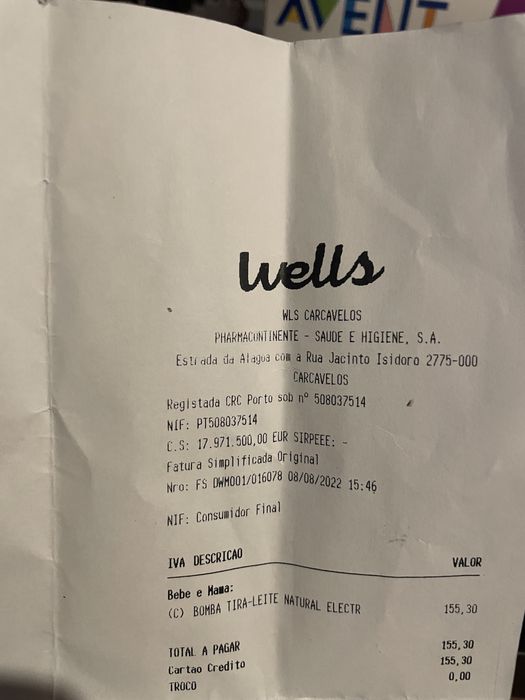 AVENT
wells
WLS CARCAVELOS
PHARMACONTINENTE - SAUDE E HIGIENE, S.A.
Estrada da Alagoa com a Rua Jacinto Isidoro 2775-000
CARCAVELOS
Registada CRC Porto sob nº 508037514
NIF: PT508037514
C.S: 17.971.500,00 EUR SIRPEEE: -
Fatura Simplificada Original
Nro: FS DWM001/016078 08/08/2022 15:46
NIF: Consumidor Final
IVA DESCRICAO VALOR
Bebe e Mama:
(C) BOMBA TIRA-LEITE NATURAL ELECTR 155,30
TOTAL A PAGAR 155,30
Cartao Credito 155,30
TROCO 0,00